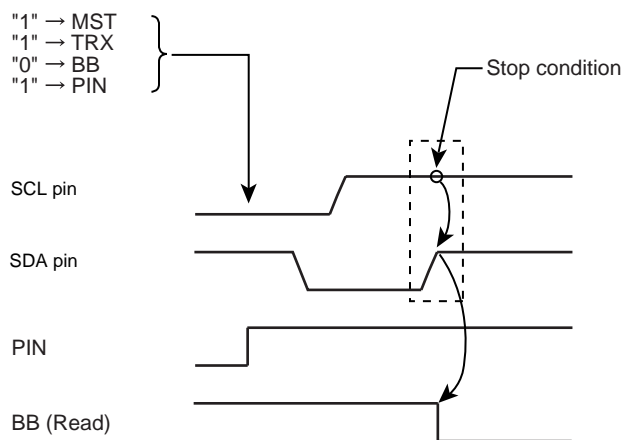 "1" → MST
"1" → TRX
"0" → BB
"1" → PIN
Stop condition
SCL pin
SDA pin
PIN
BB (Read)